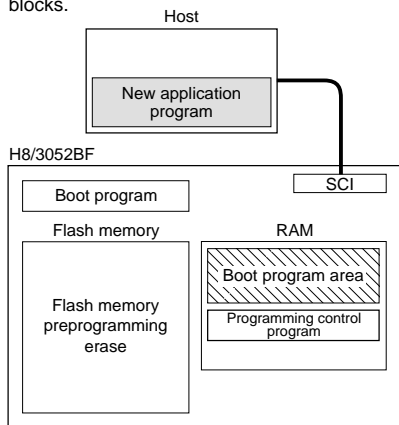 blocks.
Host
New application
program
H8/3052BF
SCI
Boot program
Flash memory
RAM
Boot program area
Flash memory
preprogramming
erase
Programming control
program